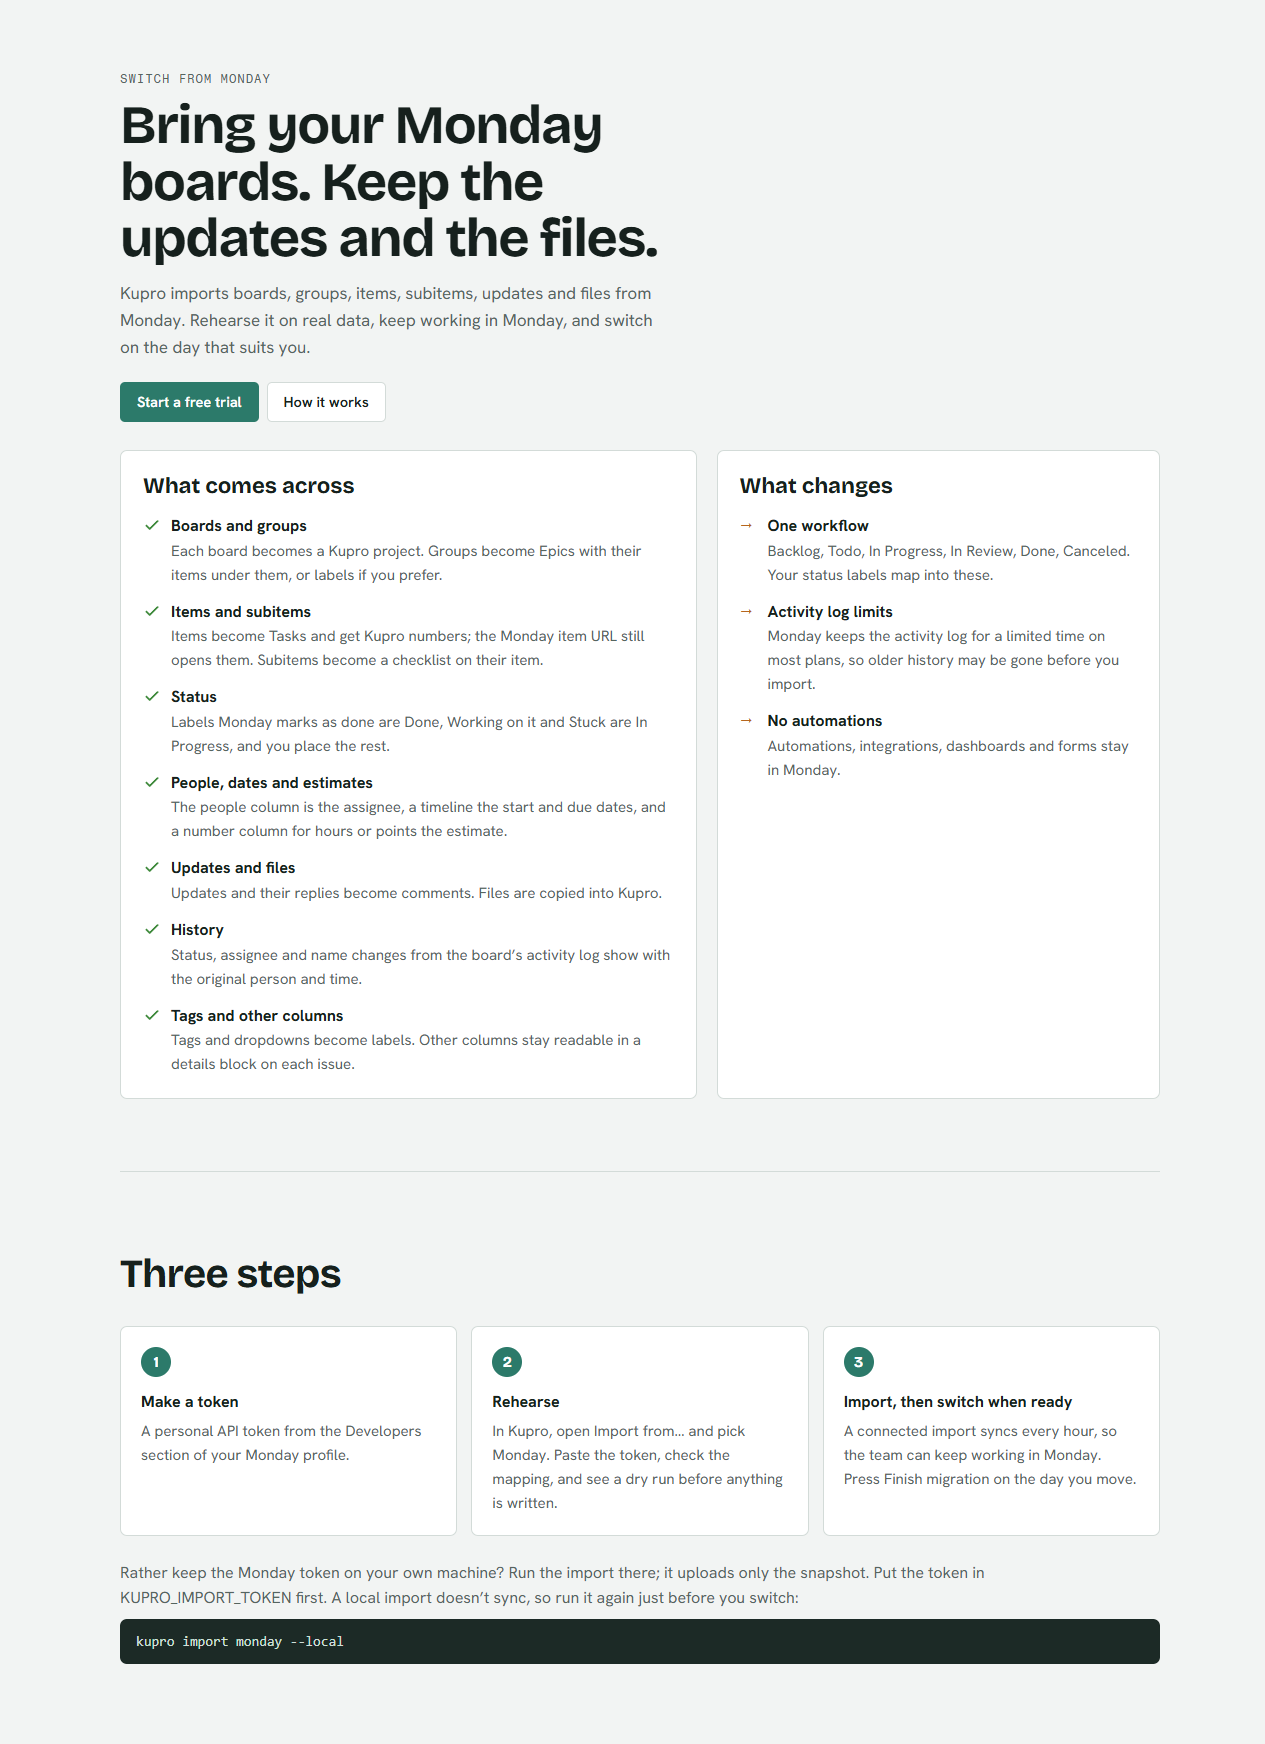 SWITCH FROM MONDAY
Bring your Monday
boards. Keep the
updates and the files.
Kupro imports boards, groups, items, subitems, updates and files from
Monday. Rehearse it on real data, keep working in Monday, and switch
on the day that suits you.
Start a free trial
How it works
What comes across
Boards and groups
Each board becomes a Kupro project. Groups become Epics with their
items under them, or labels if you prefer.
Items and subitems
Items become Tasks and get Kupro numbers; the Monday item URL still
opens them. Subitems become a checklist on their item.
Status
Labels Monday marks as done are Done, Working on it and Stuck are In
Progress, and you place the rest.
People, dates and estimates
The people column is the assignee, a timeline the start and due dates, and
a number column for hours or points the estimate.
Updates and files
Updates and their replies become comments. Files are copied into Kupro.
History
Status, assignee and name changes from the board’s activity log show with
the original person and time.
Tags and other columns
Tags and dropdowns become labels. Other columns stay readable in a
details block on each issue.
What changes
→ One workflow
Backlog, Todo, In Progress, In Review, Done, Canceled.
Your status labels map into these.
→ Activity log limits
Monday keeps the activity log for a limited time on
most plans, so older history may be gone before you
import.
→ No automations
Automations, integrations, dashboards and forms stay
in Monday.
Three steps
1
Make a token
A personal API token from the Developers
section of your Monday profile.
2
Rehearse
In Kupro, open Import from… and pick
Monday. Paste the token, check the
mapping, and see a dry run before anything
is written.
3
Import, then switch when ready
A connected import syncs every hour, so
the team can keep working in Monday.
Press Finish migration on the day you move.
Rather keep the Monday token on your own machine? Run the import there; it uploads only the snapshot. Put the token in
KUPRO_IMPORT_TOKEN first. A local import doesn’t sync, so run it again just before you switch:
kupro import monday --local